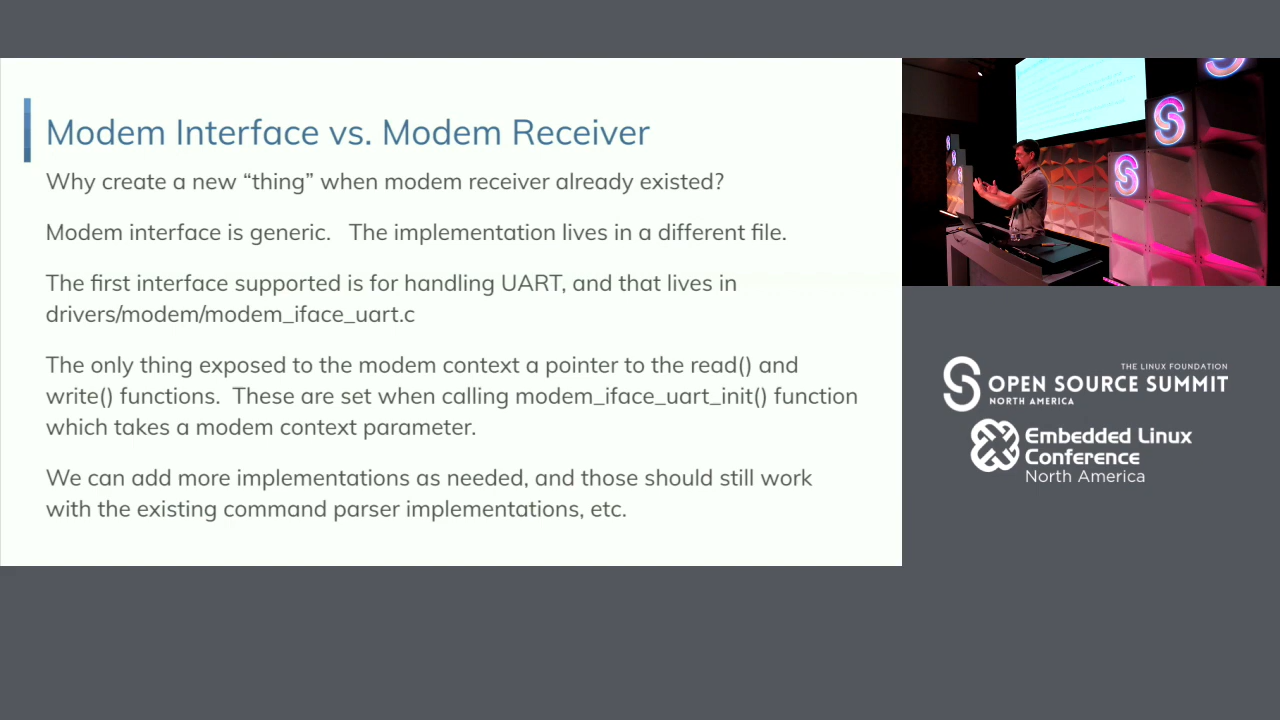 Modem Interface vs. Modem Receiver
Why create a new “thing” when modem receiver already existed?
Modem interface is generic.   The implementation lives in a different file.
The first interface supported is for handling UART, and that lives in
drivers/modem/modem_iface_uart.c
The only thing exposed to the modem context a pointer to the read() and
write() functions.  These are set when calling modem_iface_uart_init() function
which takes a modem context parameter.
We can add more implementations as needed, and those should still work
with the existing command parser implementations, etc.
THE LINUX FOUNDATION
OPEN SOURCE SUMMIT
NORTH AMERICA
Embedded Linux
Conference
North America